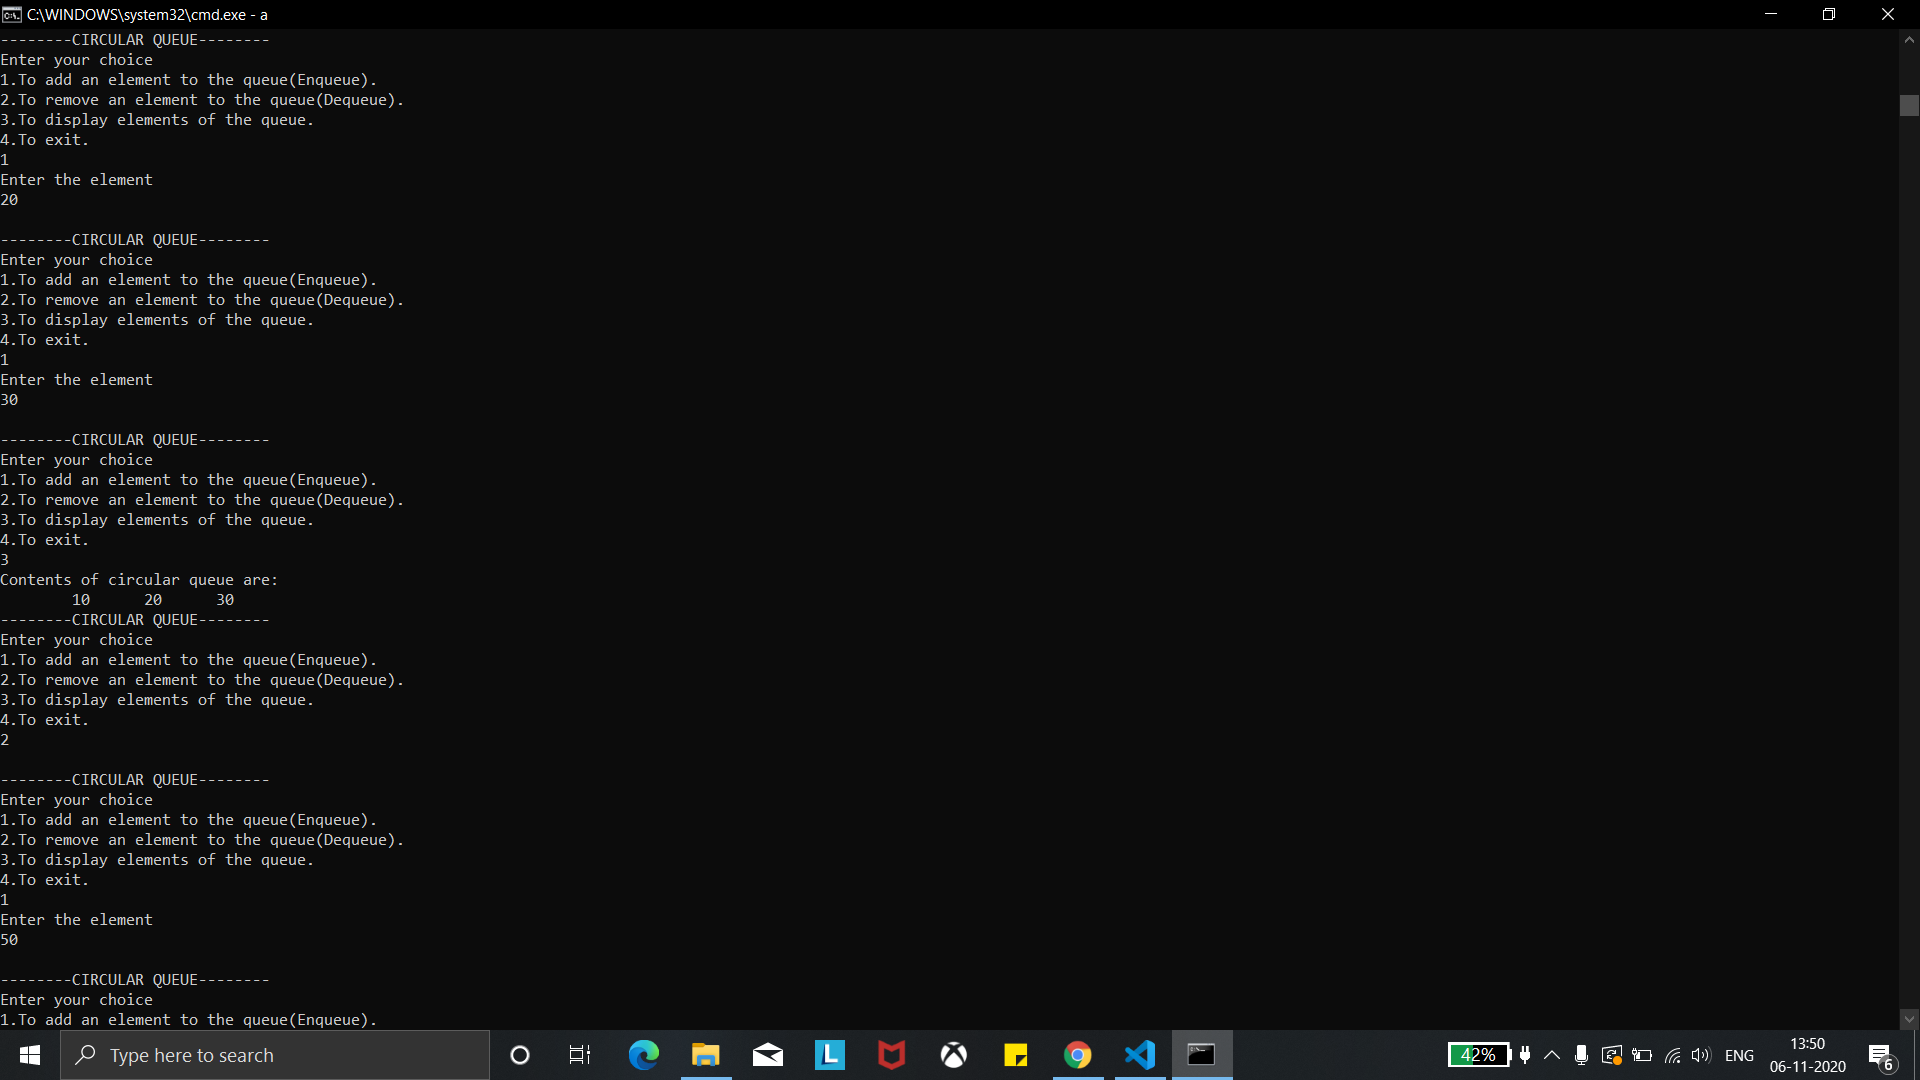 C:\WINDOWS\system32\cmd.exe - a
--------CIRCULAR QUEUE--------
Enter your choice
1.To add an element to the queue(Enqueue).
2.To remove an element to the queue(Dequeue).
3.To display elements of the queue.
4.To exit.
1
Enter the element
20
--------CIRCULAR QUEUE--------
Enter your choice
1.To add an element to the queue(Enqueue).
2.To remove an element to the queue(Dequeue).
3.To display elements of the queue.
4.To exit.
1
Enter the element
30
--------CIRCULAR QUEUE--------
Enter your choice
1.To add an element to the queue(Enqueue).
2.To remove an element to the queue(Dequeue).
3.To display elements of the queue.
4.To exit.
3
Contents of circular queue are:
10 20 30
--------CIRCULAR QUEUE--------
Enter your choice
1.To add an element to the queue(Enqueue).
2.To remove an element to the queue(Dequeue).
3.To display elements of the queue.
4.To exit.
2
--------CIRCULAR QUEUE--------
Enter your choice
1.To add an element to the queue(Enqueue).
2.To remove an element to the queue(Dequeue).
3.To display elements of the queue.
4.To exit.
1
Enter the element
50
--------CIRCULAR QUEUE--------
Enter your choice
1.To add an element to the queue(Enqueue).
Type here to search
L
42%
ENG
13:50
06-11-2020
6